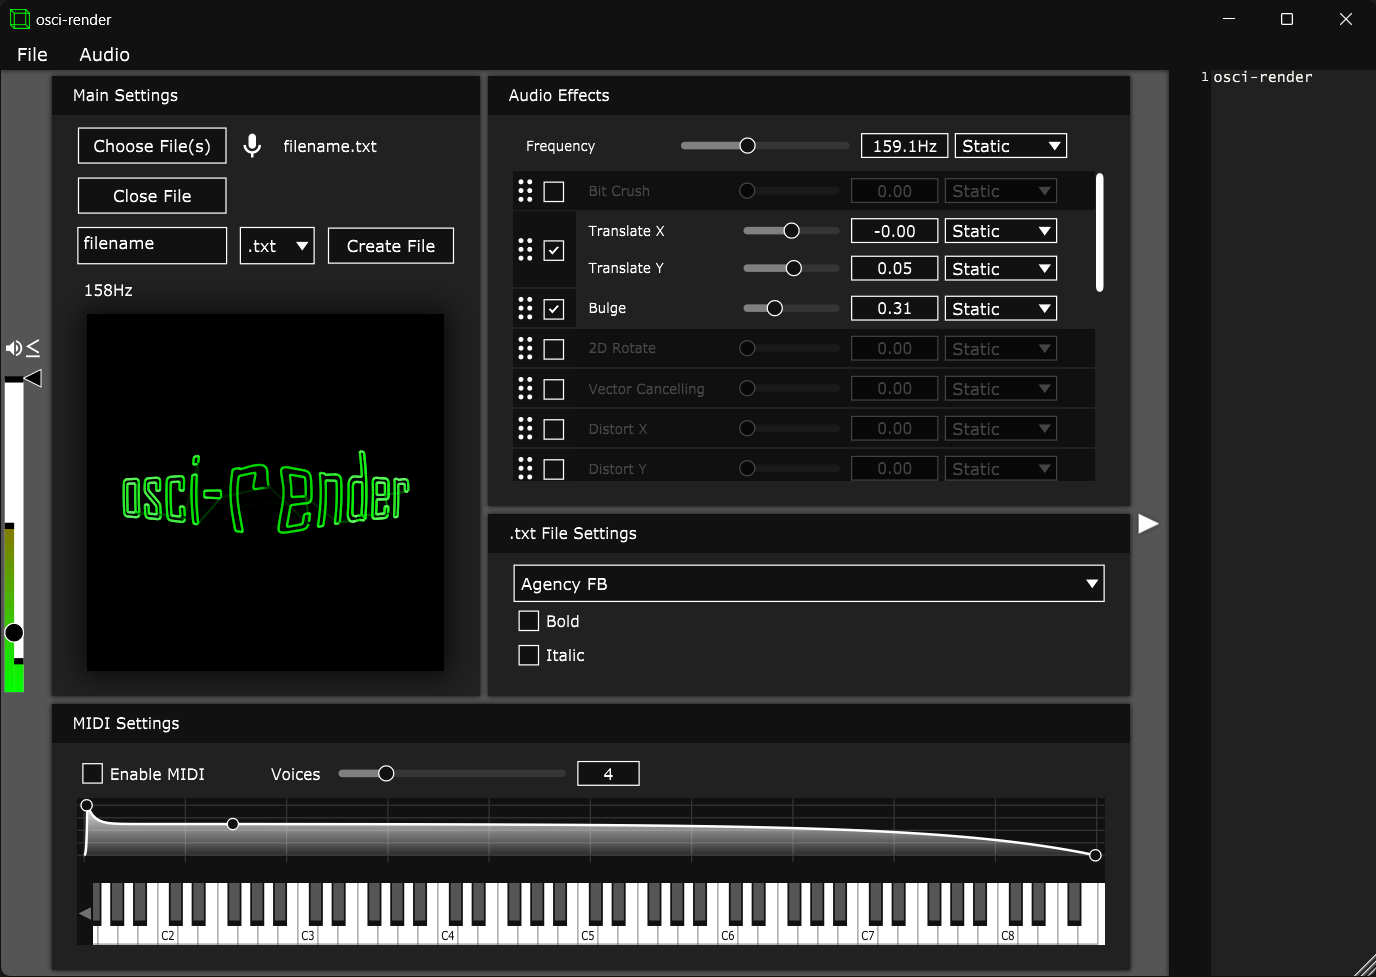 osci-render
File Audio
Main Settings
Choose File(s) filename.txt
Close File
filename .txt Create File
158Hz
osci-render
Audio Effects
Frequency 159.1Hz Static
Bit Crush 0.00 Static
Translate X -0.00 Static
Translate Y 0.05 Static
Bulge 0.31 Static
2D Rotate 0.00 Static
Vector Cancelling 0.00 Static
Distort X 0.00 Static
Distort Y 0.00 Static
.txt File Settings
Agency FB
Bold
Italic
MIDI Settings
Enable MIDI Voices 4
C2 C3 C4 C5 C6 C7 C8
1 osci-render